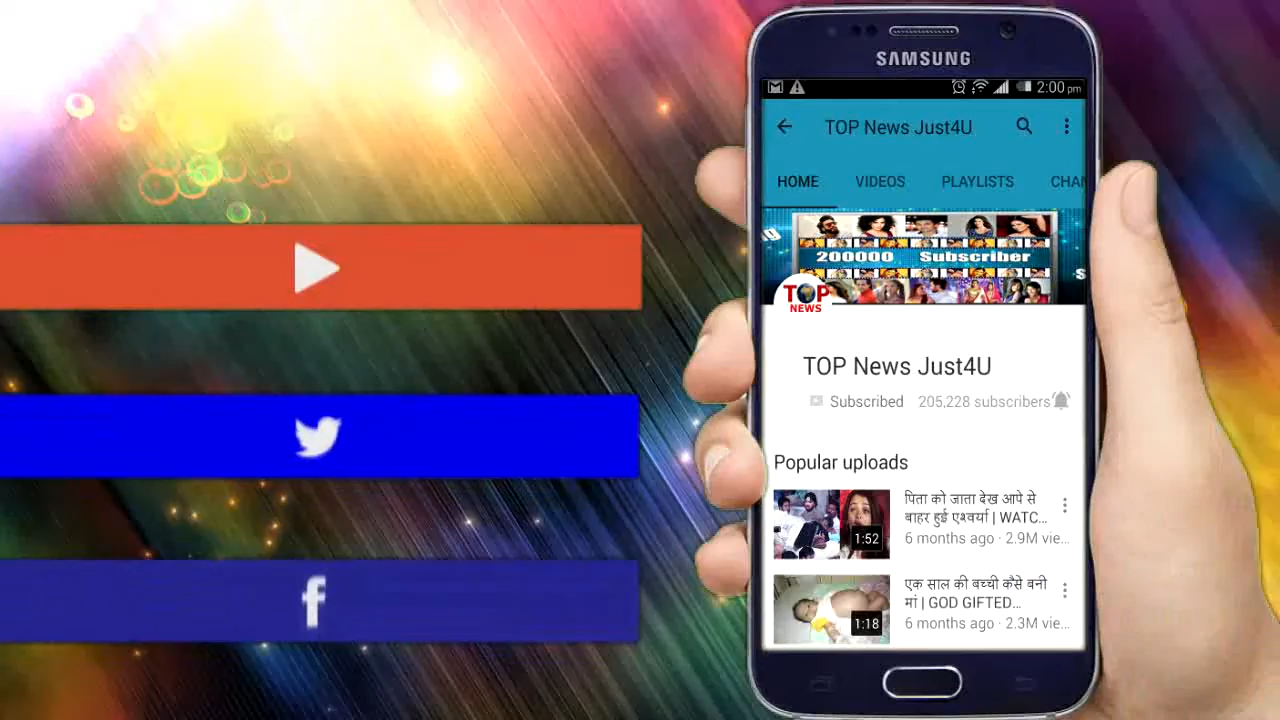 SAMSUNG
2:00 pm
TOP News Just4U
HOME VIDEOS PLAYLISTS CHAN
200000 Subscriber
TOP
NEWS
TOP News Just4U
Subscribed 205,228 subscribers
Popular uploads
पिता को जाता देख आपे से
बाहर हुई एश्वर्या | WATC...
6 months ago · 2.9M vie...
1:52
एक साल की बच्ची कैसे बनी
मां | GOD GIFTED...
6 months ago · 2.3M vie...
1:18